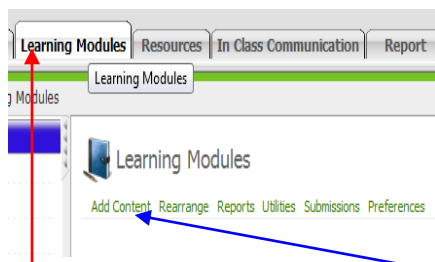 Learning Modules Resources In Class Communication Report
Learning Modules
g Modules
Learning Modules
Add Content Rearrange Reports Utilities Submissions Preferences